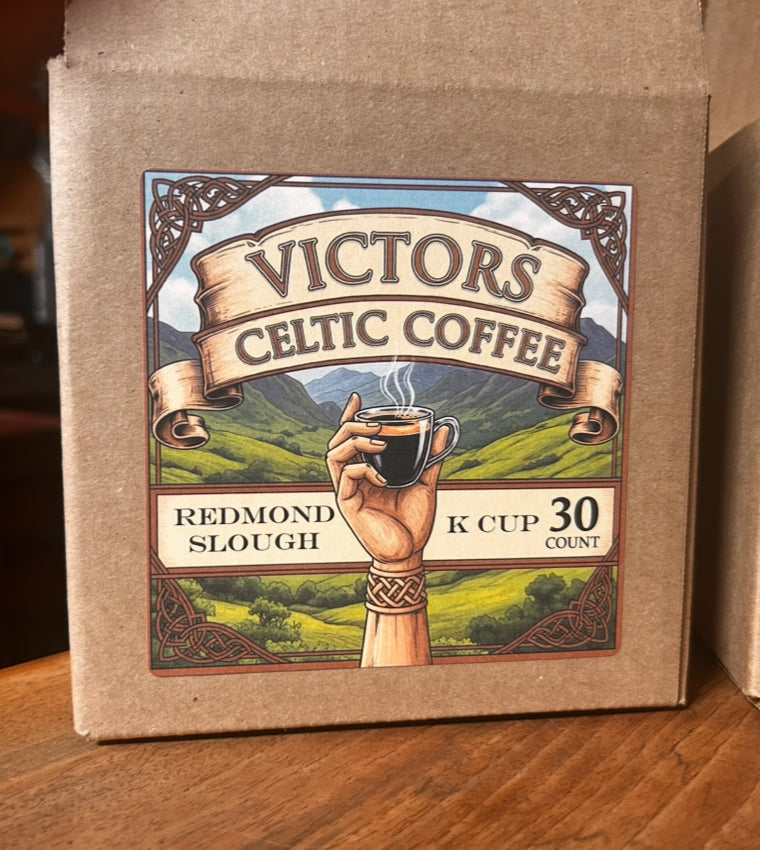 VICTORS
CELTIC COFFEE
REDMOND
SLOUGH
K CUP 30
COUNT